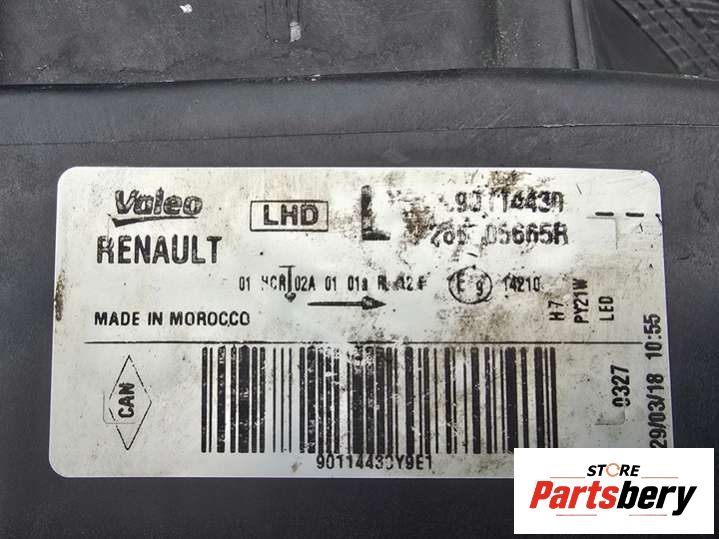 Valeo LHD L 90114430
RENAULT
01 HCR 02A 01 01a E 9 14210
MADE IN MOROCCO
H7
PY21W
LED
CAN
0327
29/03/18 10:55
90114430Y9E1
STORE
Partsbery